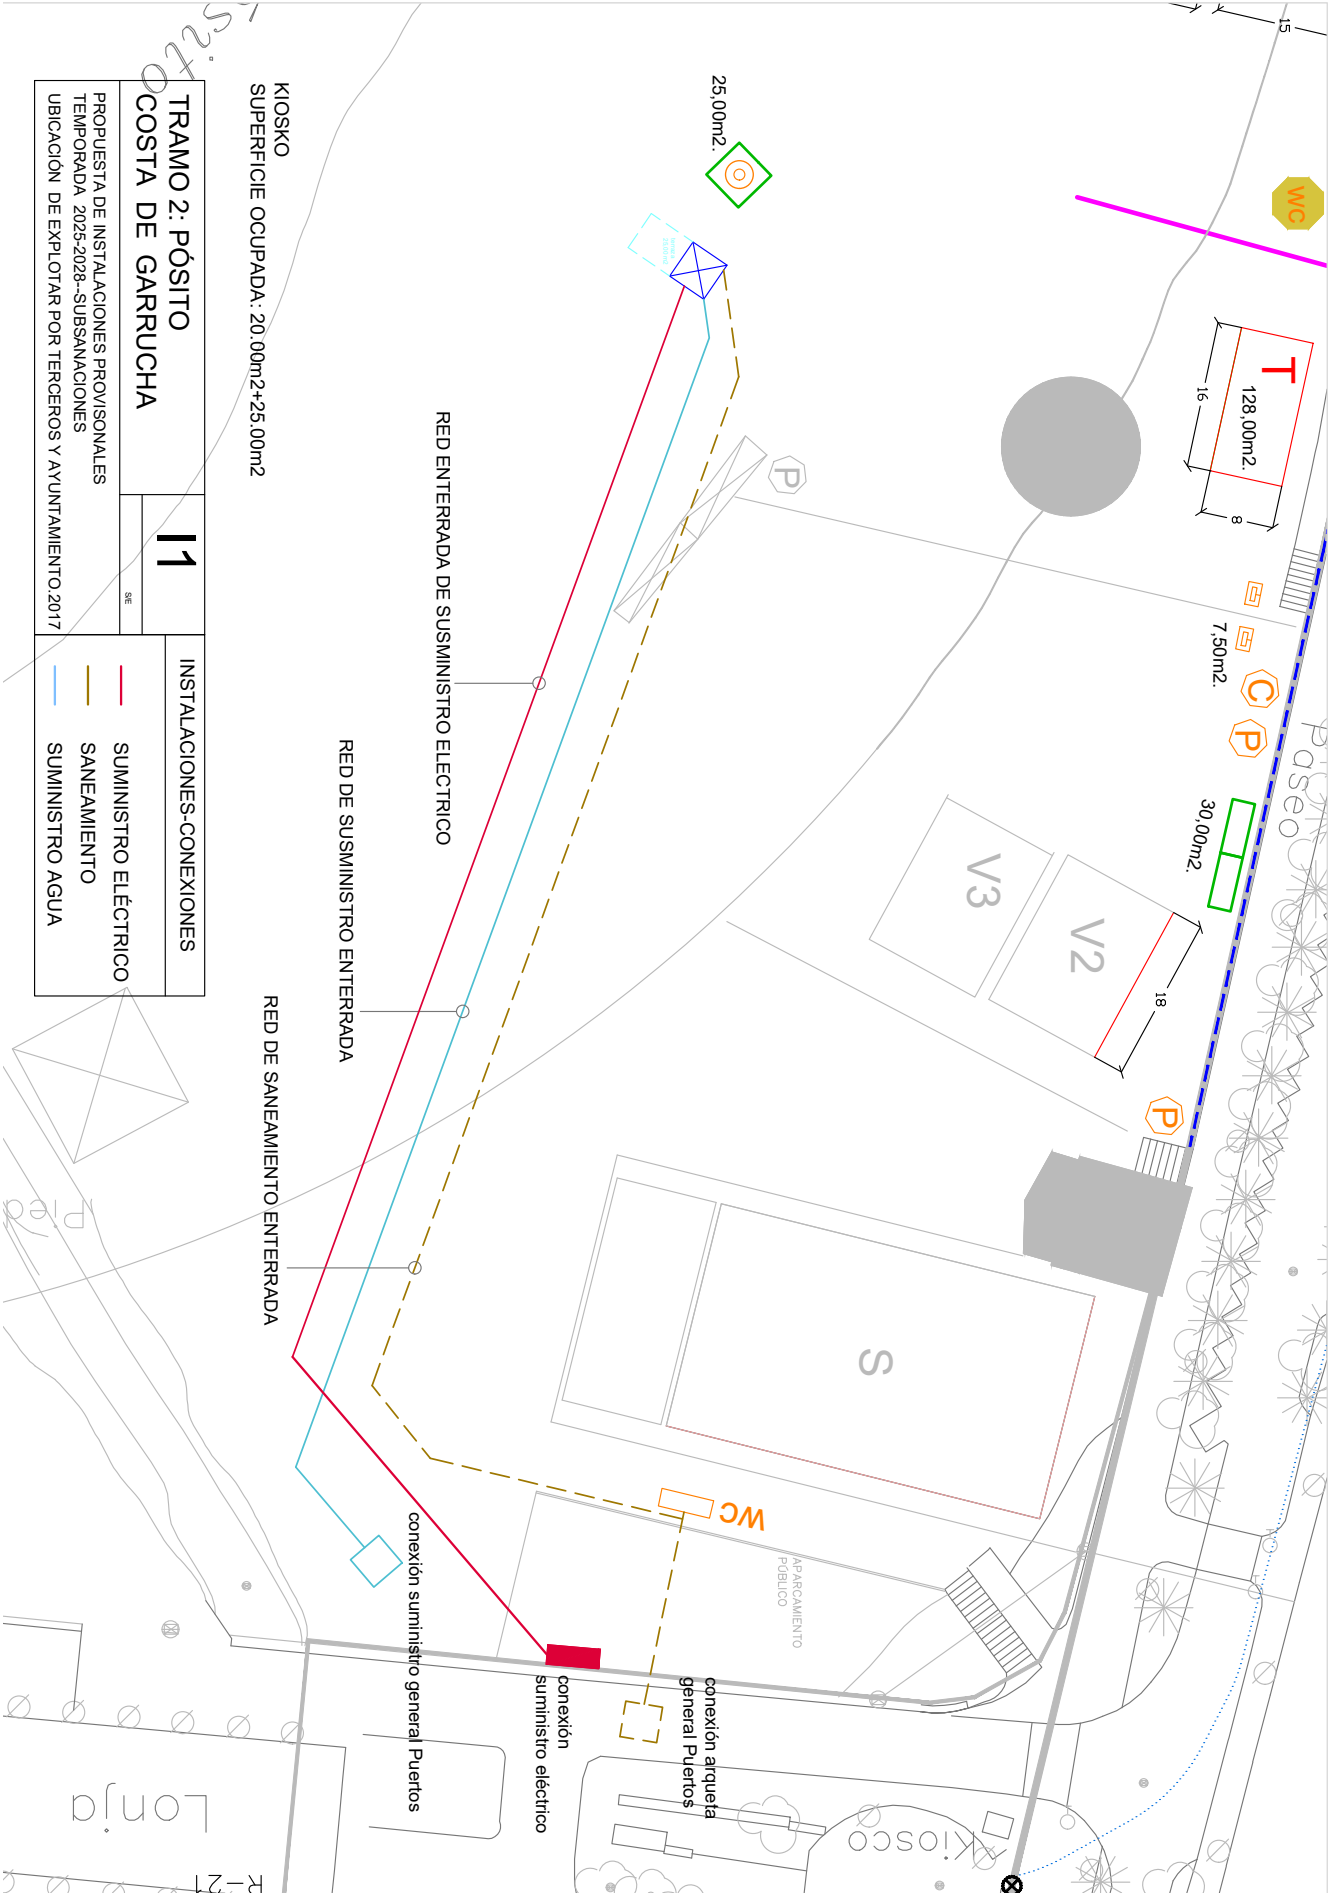 TRAMO 2: PÓSITO
COSTA DE GARRUCHA
PROPUESTA DE INSTALACIONES PROVISONALES
TEMPORADA 2025-2028--SUBSANACIONES
UBICACIÓN DE EXPLOTAR POR TERCEROS Y AYUNTAMIENTO.2017
I1
S/E
INSTALACIONES-CONEXIONES
SUMINISTRO ELÉCTRICO
SANEAMIENTO
SUMINISTRO AGUA
KIOSKO
SUPERFICIE OCUPADA: 20.00m2+25.00m2
RED ENTERRADA DE SUSMINISTRO ELECTRICO
RED DE SUSMINISTRO ENTERRADA
RED DE SANEAMIENTO ENTERRADA
25,00m2.
WC
15
T
128,00m2.
16
8
P
7,50m2.
C
P
Paseo
30,00m2.
V3
V2
18
P
S
WC
APARCAMIENTO
PÚBLICO
conexión suministro general Puertos
conexión
suministro eléctrico
conexión arqueta
general Puertos
Lonja
Kiosco
R-21